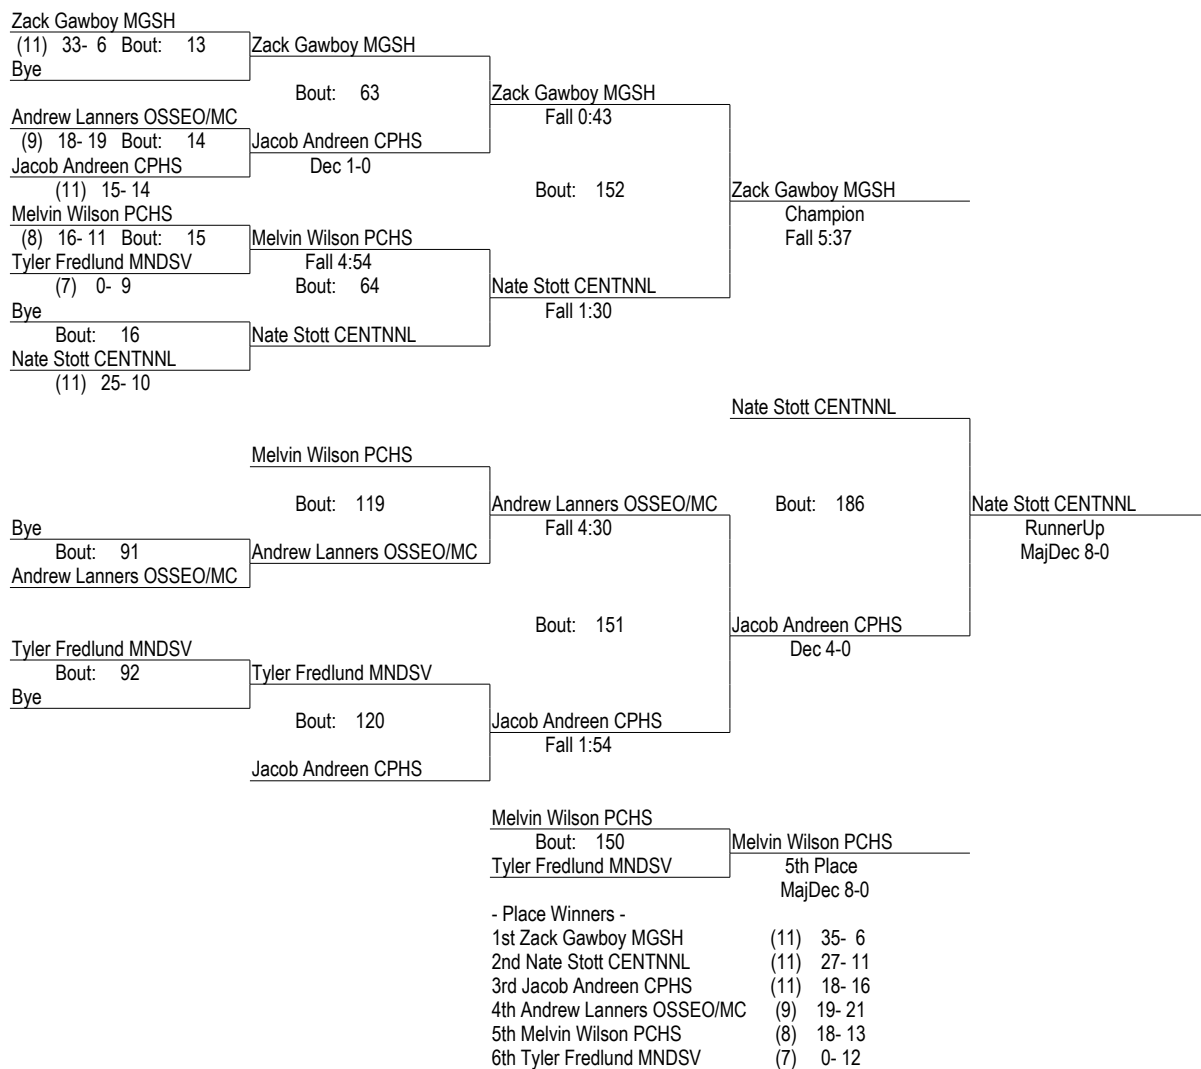 Zack Gawboy MGSH
(11) 33- 6 Bout: 13
Zack Gawboy MGSH
Bye
Bout: 63
Zack Gawboy MGSH
Fall 0:43
Andrew Lanners OSSEO/MC
(9) 18- 19 Bout: 14
Jacob Andreen CPHS
Dec 1-0
Jacob Andreen CPHS
(11) 15- 14
Bout: 152
Zack Gawboy MGSH
Champion
Fall 5:37
Melvin Wilson PCHS
(8) 16- 11 Bout: 15
Melvin Wilson PCHS
Fall 4:54
Tyler Fredlund MNDSV
(7) 0- 9
Bout: 64
Nate Stott CENTNNL
Fall 1:30
Bye
Bout: 16
Nate Stott CENTNNL
Nate Stott CENTNNL
(11) 25- 10
Nate Stott CENTNNL
Melvin Wilson PCHS
Bout: 119
Andrew Lanners OSSEO/MC
Fall 4:30
Bout: 186
Nate Stott CENTNNL
RunnerUp
MajDec 8-0
Bye
Bout: 91
Andrew Lanners OSSEO/MC
Andrew Lanners OSSEO/MC
Bout: 151
Jacob Andreen CPHS
Dec 4-0
Tyler Fredlund MNDSV
Bout: 92
Tyler Fredlund MNDSV
Bye
Bout: 120
Jacob Andreen CPHS
Fall 1:54
Jacob Andreen CPHS
Melvin Wilson PCHS
Bout: 150
Melvin Wilson PCHS
Tyler Fredlund MNDSV
5th Place
MajDec 8-0
- Place Winners -
1st Zack Gawboy MGSH (11) 35- 6
2nd Nate Stott CENTNNL (11) 27- 11
3rd Jacob Andreen CPHS (11) 18- 16
4th Andrew Lanners OSSEO/MC (9) 19- 21
5th Melvin Wilson PCHS (8) 18- 13
6th Tyler Fredlund MNDSV (7) 0- 12